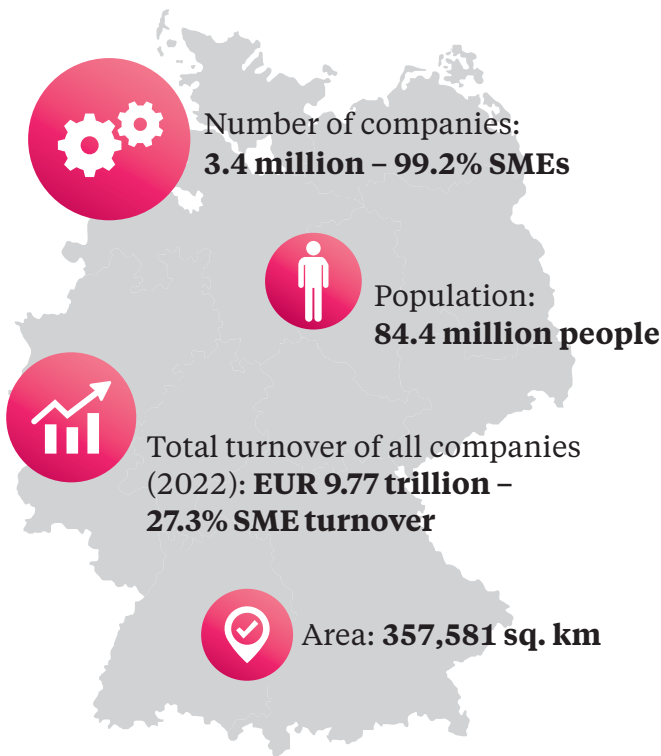 Number of companies:
3.4 million – 99.2% SMEs
Population:
84.4 million people
Total turnover of all companies
(2022): EUR 9.77 trillion –
27.3% SME turnover
Area: 357,581 sq. km